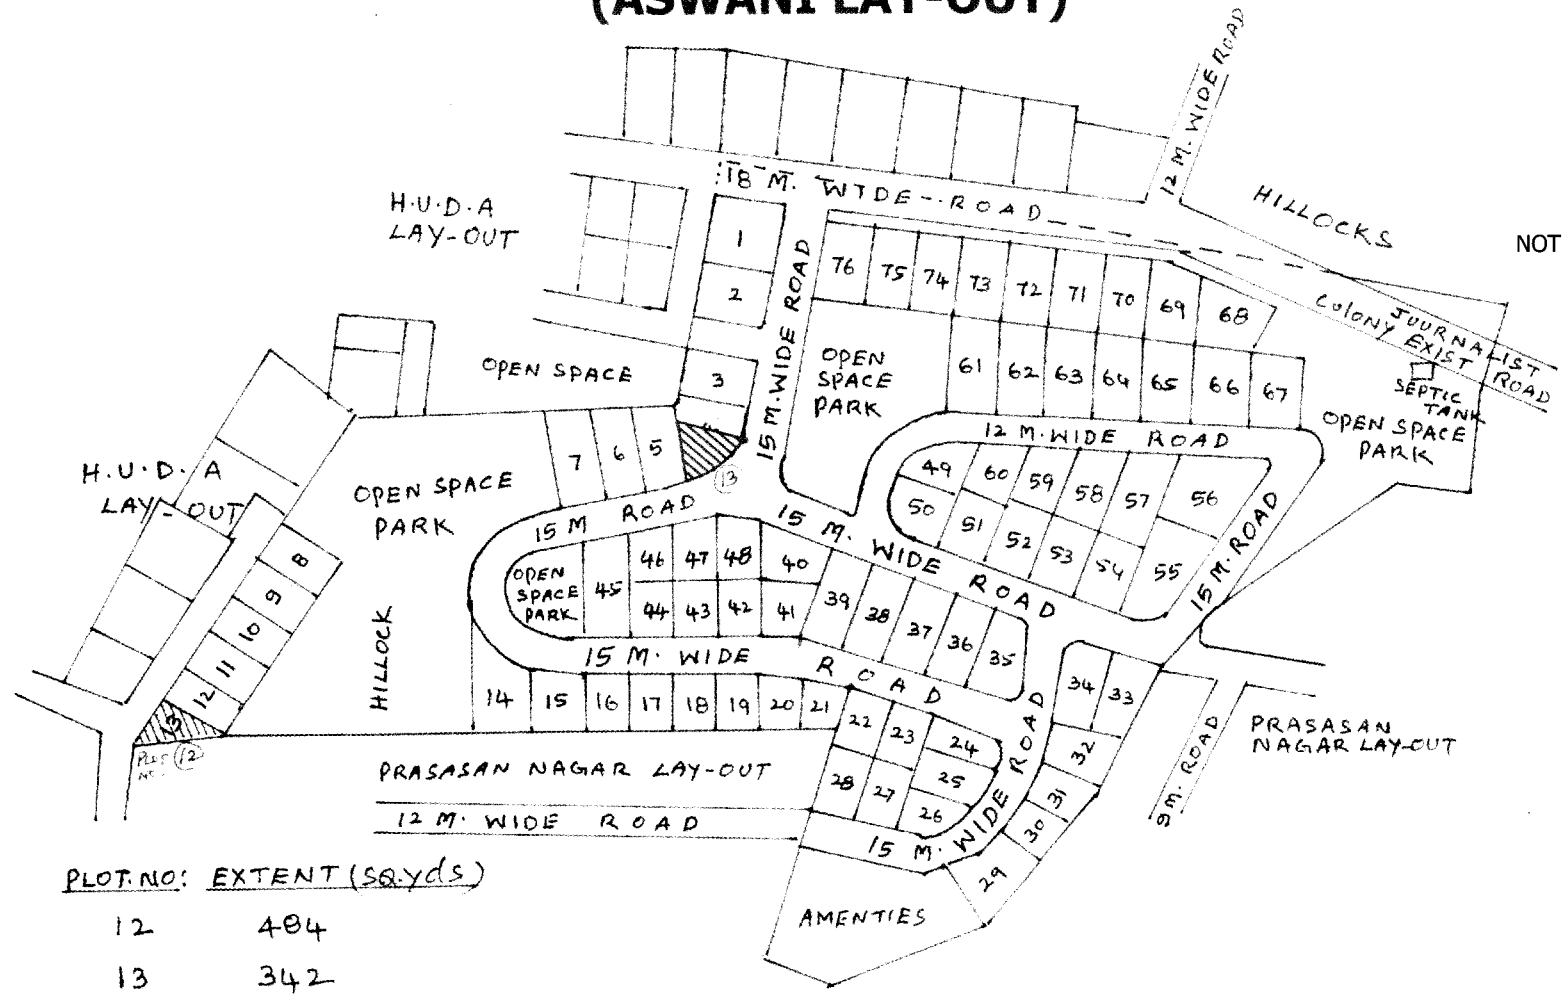 (ASWANI LAY-OUT)
12 M. WIDE ROAD
18 M. WIDE ROAD
H.U.D.A
LAY-OUT
HILLOCKS
NOT
1
2
3
15 M. WIDE ROAD
15 M. WIDE ROAD
76
75
74
73
72
71
70
69
68
JOURNALIST
COLONY EXIST ROAD
SEPTIC
TANK
OPEN SPACE
OPEN
SPACE
PARK
61
62
63
64
65
66
67
OPEN SPACE
PARK
12 M. WIDE ROAD
H.U.D.A
LAY-OUT
OPEN SPACE
PARK
7
6
5
13
49
60
59
58
57
56
50
51
52
53
54
55
15 M. ROAD
15 M ROAD
15 M. WIDE ROAD
8
9
10
11
12
13
PLOT
NO:
12
HILLOCK
OPEN
SPACE
PARK
45
46
47
48
40
44
43
42
41
39
38
37
36
35
15 M. WIDE ROAD
14
15
16
17
18
19
20
21
22
23
24
25
26
27
28
15 M. WIDE ROAD
34
33
32
31
30
29
9 M. ROAD
PRASASAN
NAGAR LAY-OUT
PRASASAN NAGAR LAY-OUT
12 M. WIDE ROAD
AMENTIES
PLOT.NO: EXTENT (SQ.yds)
12 484
13 342